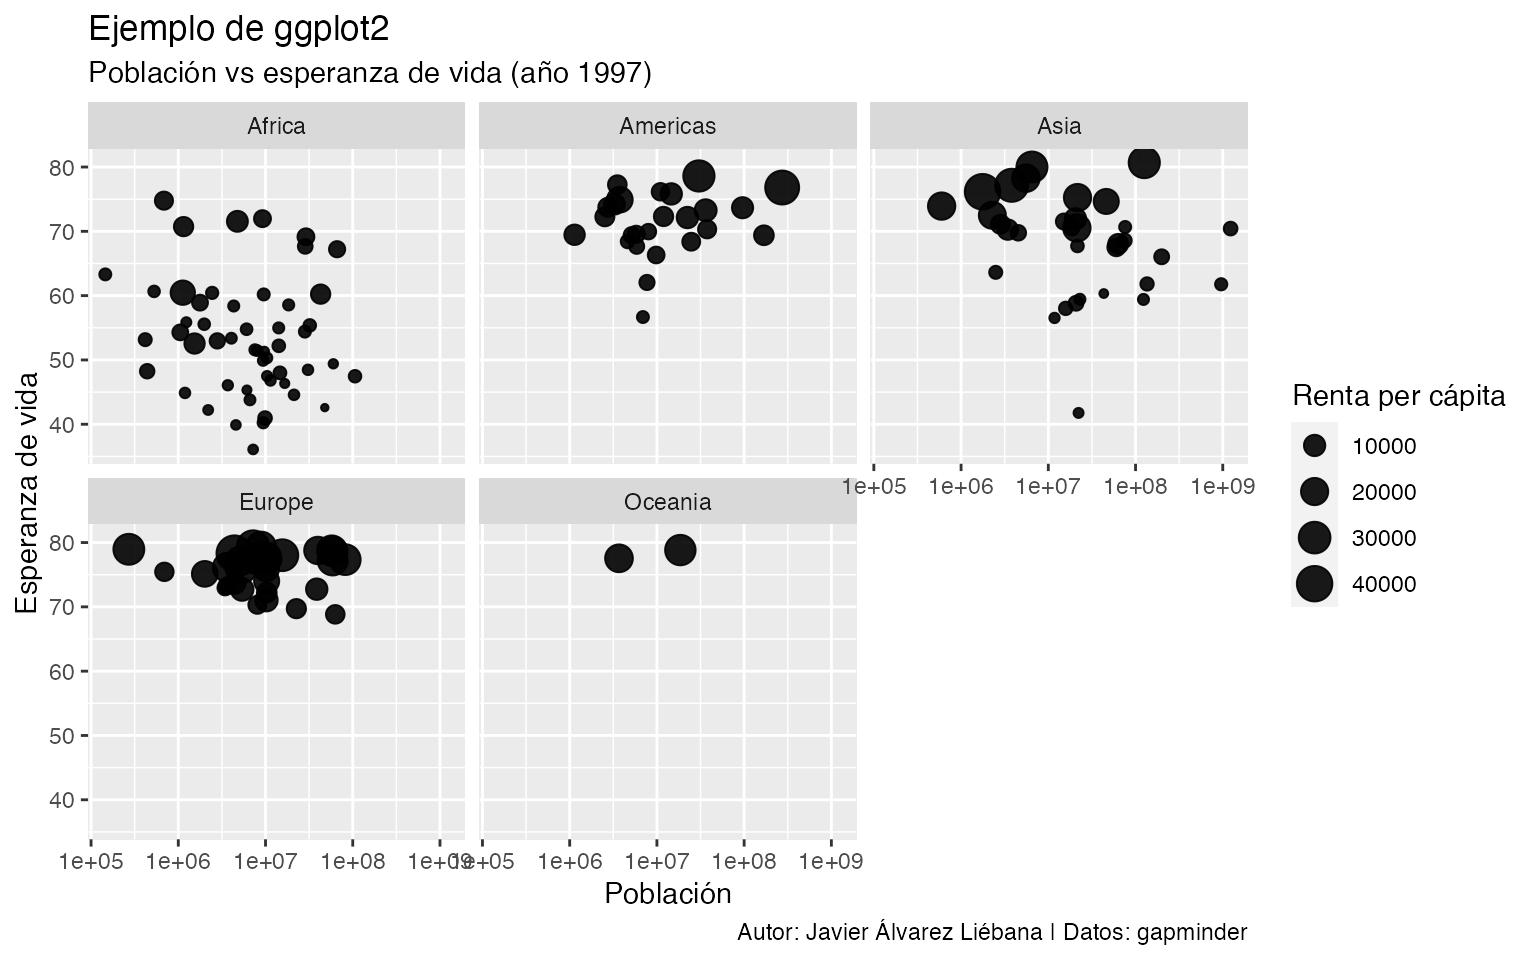 Ejemplo de ggplot2
Población vs esperanza de vida (año 1997)
Africa
Americas
Asia
80
70
60
50
40
1e+05 1e+06 1e+07 1e+08 1e+09
Europe
Oceania
80
70
60
50
40
1e+05 1e+06 1e+07 1e+08 1e+09
1e+05 1e+06 1e+07 1e+08 1e+09
Esperanza de vida
Población
Renta per cápita
10000
20000
30000
40000
Autor: Javier Álvarez Liébana | Datos: gapminder